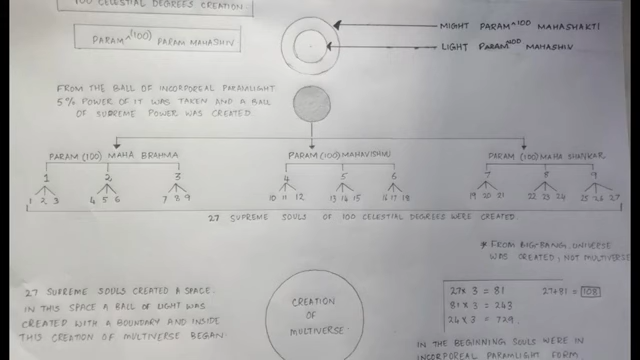 100 CELESTIAL DEGREES CREATION
PARAM^(100) PARAM MAHASHIV
MIGHT PARAM^100 MAHASHAKTI
LIGHT PARAM^100 MAHASHIV
FROM THE BALL OF INCORPOREAL PARAMLIGHT
5% POWER OF IT WAS TAKEN AND A BALL
OF SUPREME POWER WAS CREATED
PARAM (100) MAHA BRAHMA
PARAM (100) MAHAVISHNU
PARAM (100) MAHA SHANKAR
1 2 3 4 5 6 7 8 9
1 2 3 4 5 6 7 8 9 10 11 12 13 14 15 16 17 18 19 20 21 22 23 24 25 26 27
27 SUPREME SOULS OF 100 CELESTIAL DEGREES WERE CREATED
* FROM BIG-BANG, UNIVERSE
WAS CREATED, NOT MULTIVERSE
27 SUPREME SOULS CREATED A SPACE.
IN THIS SPACE A BALL OF LIGHT WAS
CREATED WITH A BOUNDARY AND INSIDE
THIS CREATION OF MULTIVERSE BEGAN.
CREATION
OF
MULTIVERSE
27 x 3 = 81 27+81 = 108
81 x 3 = 243
24 x 3 = 729
IN THE BEGINNING SOULS WERE IN
INCORPOREAL PARAMLIGHT FORM